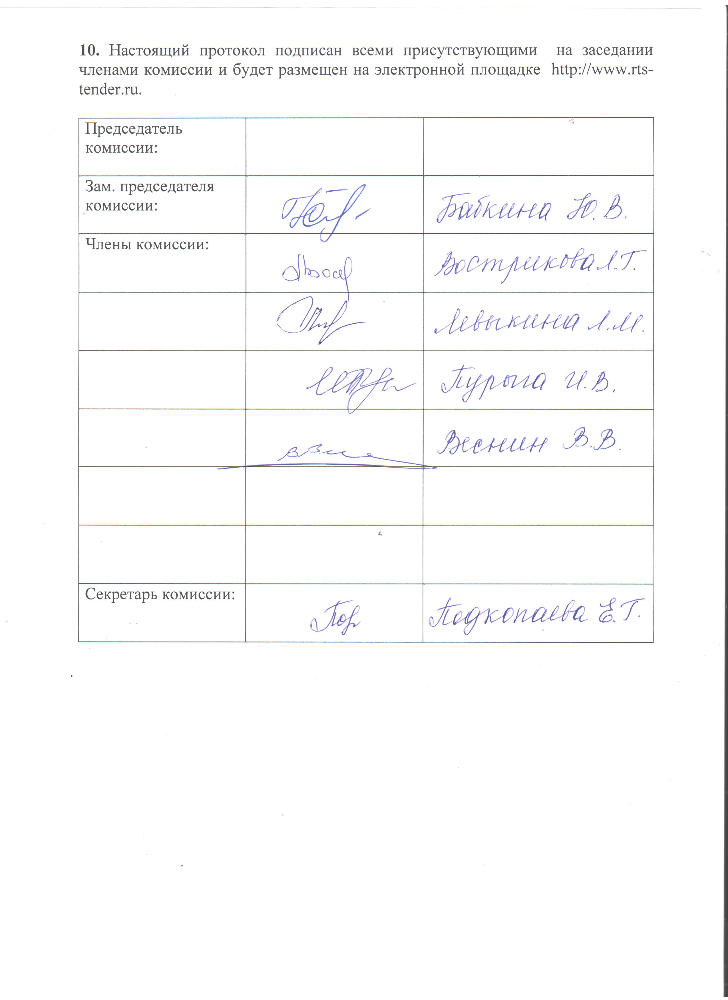 10. Настоящий протокол подписан всеми присутствующими на заседании
членами комиссии и будет размещен на электронной площадке http://www.rts-
tender.ru.
Председатель
комиссии:
Зам. председателя
комиссии:
Бабкина Ю. В.
Члены комиссии:
Вострикова Л.Т.
Левыкина Л.М.
Пурыга И.В.
Веснин В.В.
Секретарь комиссии:
Подкопаева Е.Г.